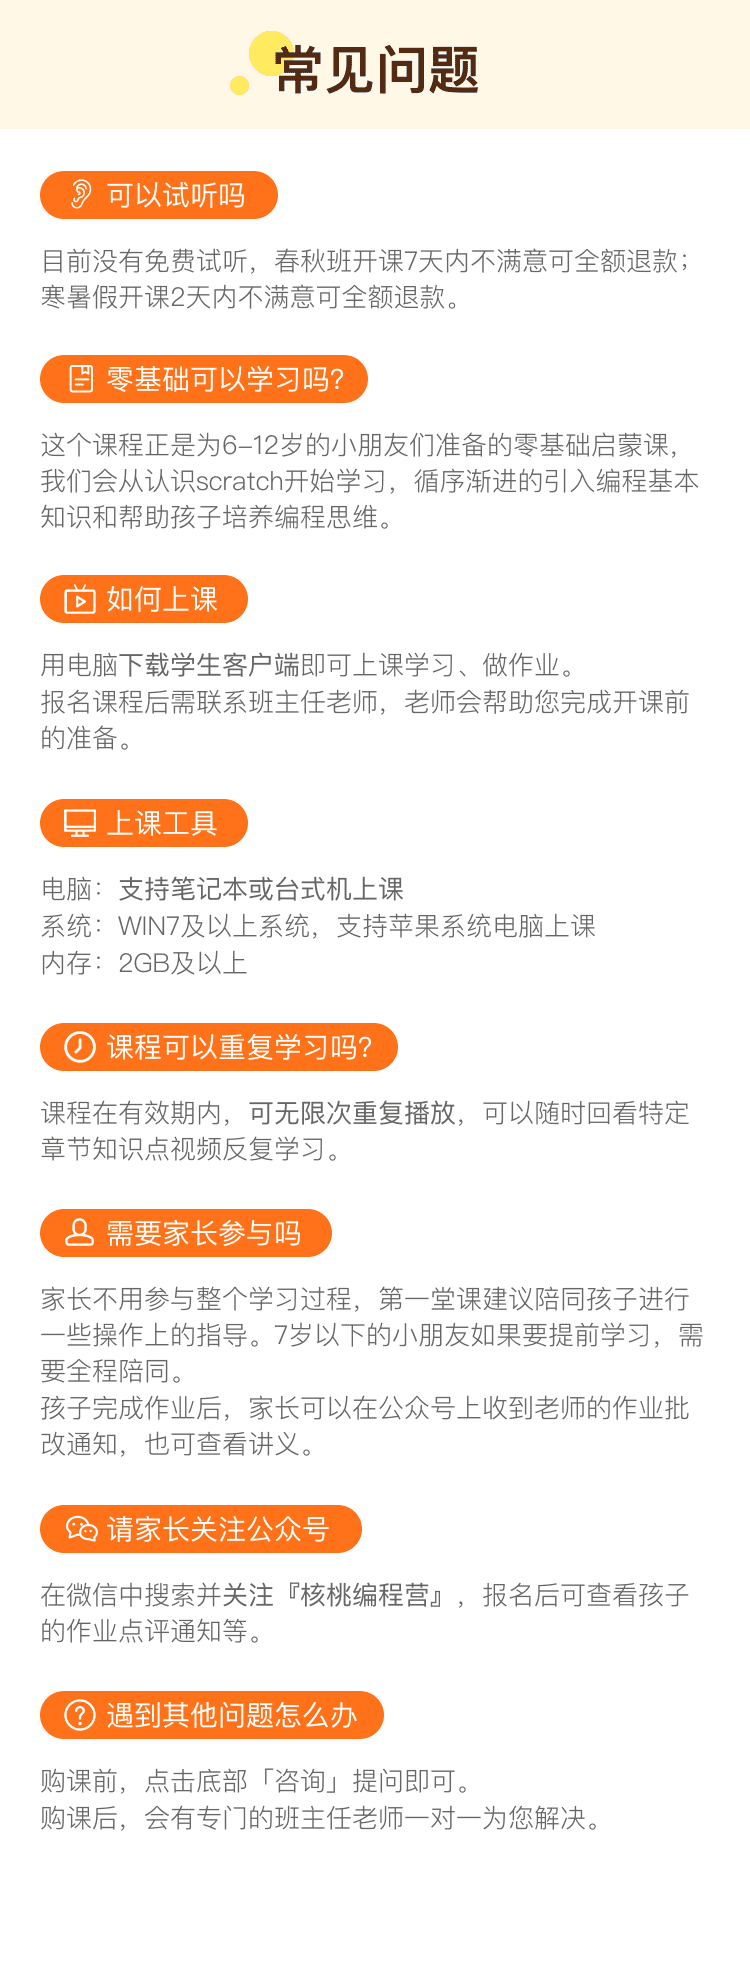 常见问题
可以试听吗
目前没有免费试听，春秋班开课7天内不满意可全额退款；
寒暑假开课2天内不满意可全额退款。
零基础可以学习吗?
这个课程正是为6-12岁的小朋友们准备的零基础启蒙课，
我们会从认识scratch开始学习，循序渐进的引入编程基本
知识和帮助孩子培养编程思维。
如何上课
用电脑下载学生客户端即可上课学习、做作业。
报名课程后需联系班主任老师，老师会帮助您完成开课前
的准备。
上课工具
电脑：支持笔记本或台式机上课
系统：WIN7及以上系统，支持苹果系统电脑上课
内存：2GB及以上
课程可以重复学习吗?
课程在有效期内，可无限次重复播放，可以随时回看特定
章节知识点视频反复学习。
需要家长参与吗
家长不用参与整个学习过程，第一堂课建议陪同孩子进行
一些操作上的指导。7岁以下的小朋友如果要提前学习，需
要全程陪同。
孩子完成作业后，家长可以在公众号上收到老师的作业批
改通知，也可查看讲义。
请家长关注公众号
在微信中搜索并关注『核桃编程营』，报名后可查看孩子
的作业点评通知等。
遇到其他问题怎么办
购课前，点击底部「咨询」提问即可。
购课后，会有专门的班主任老师一对一为您解决。